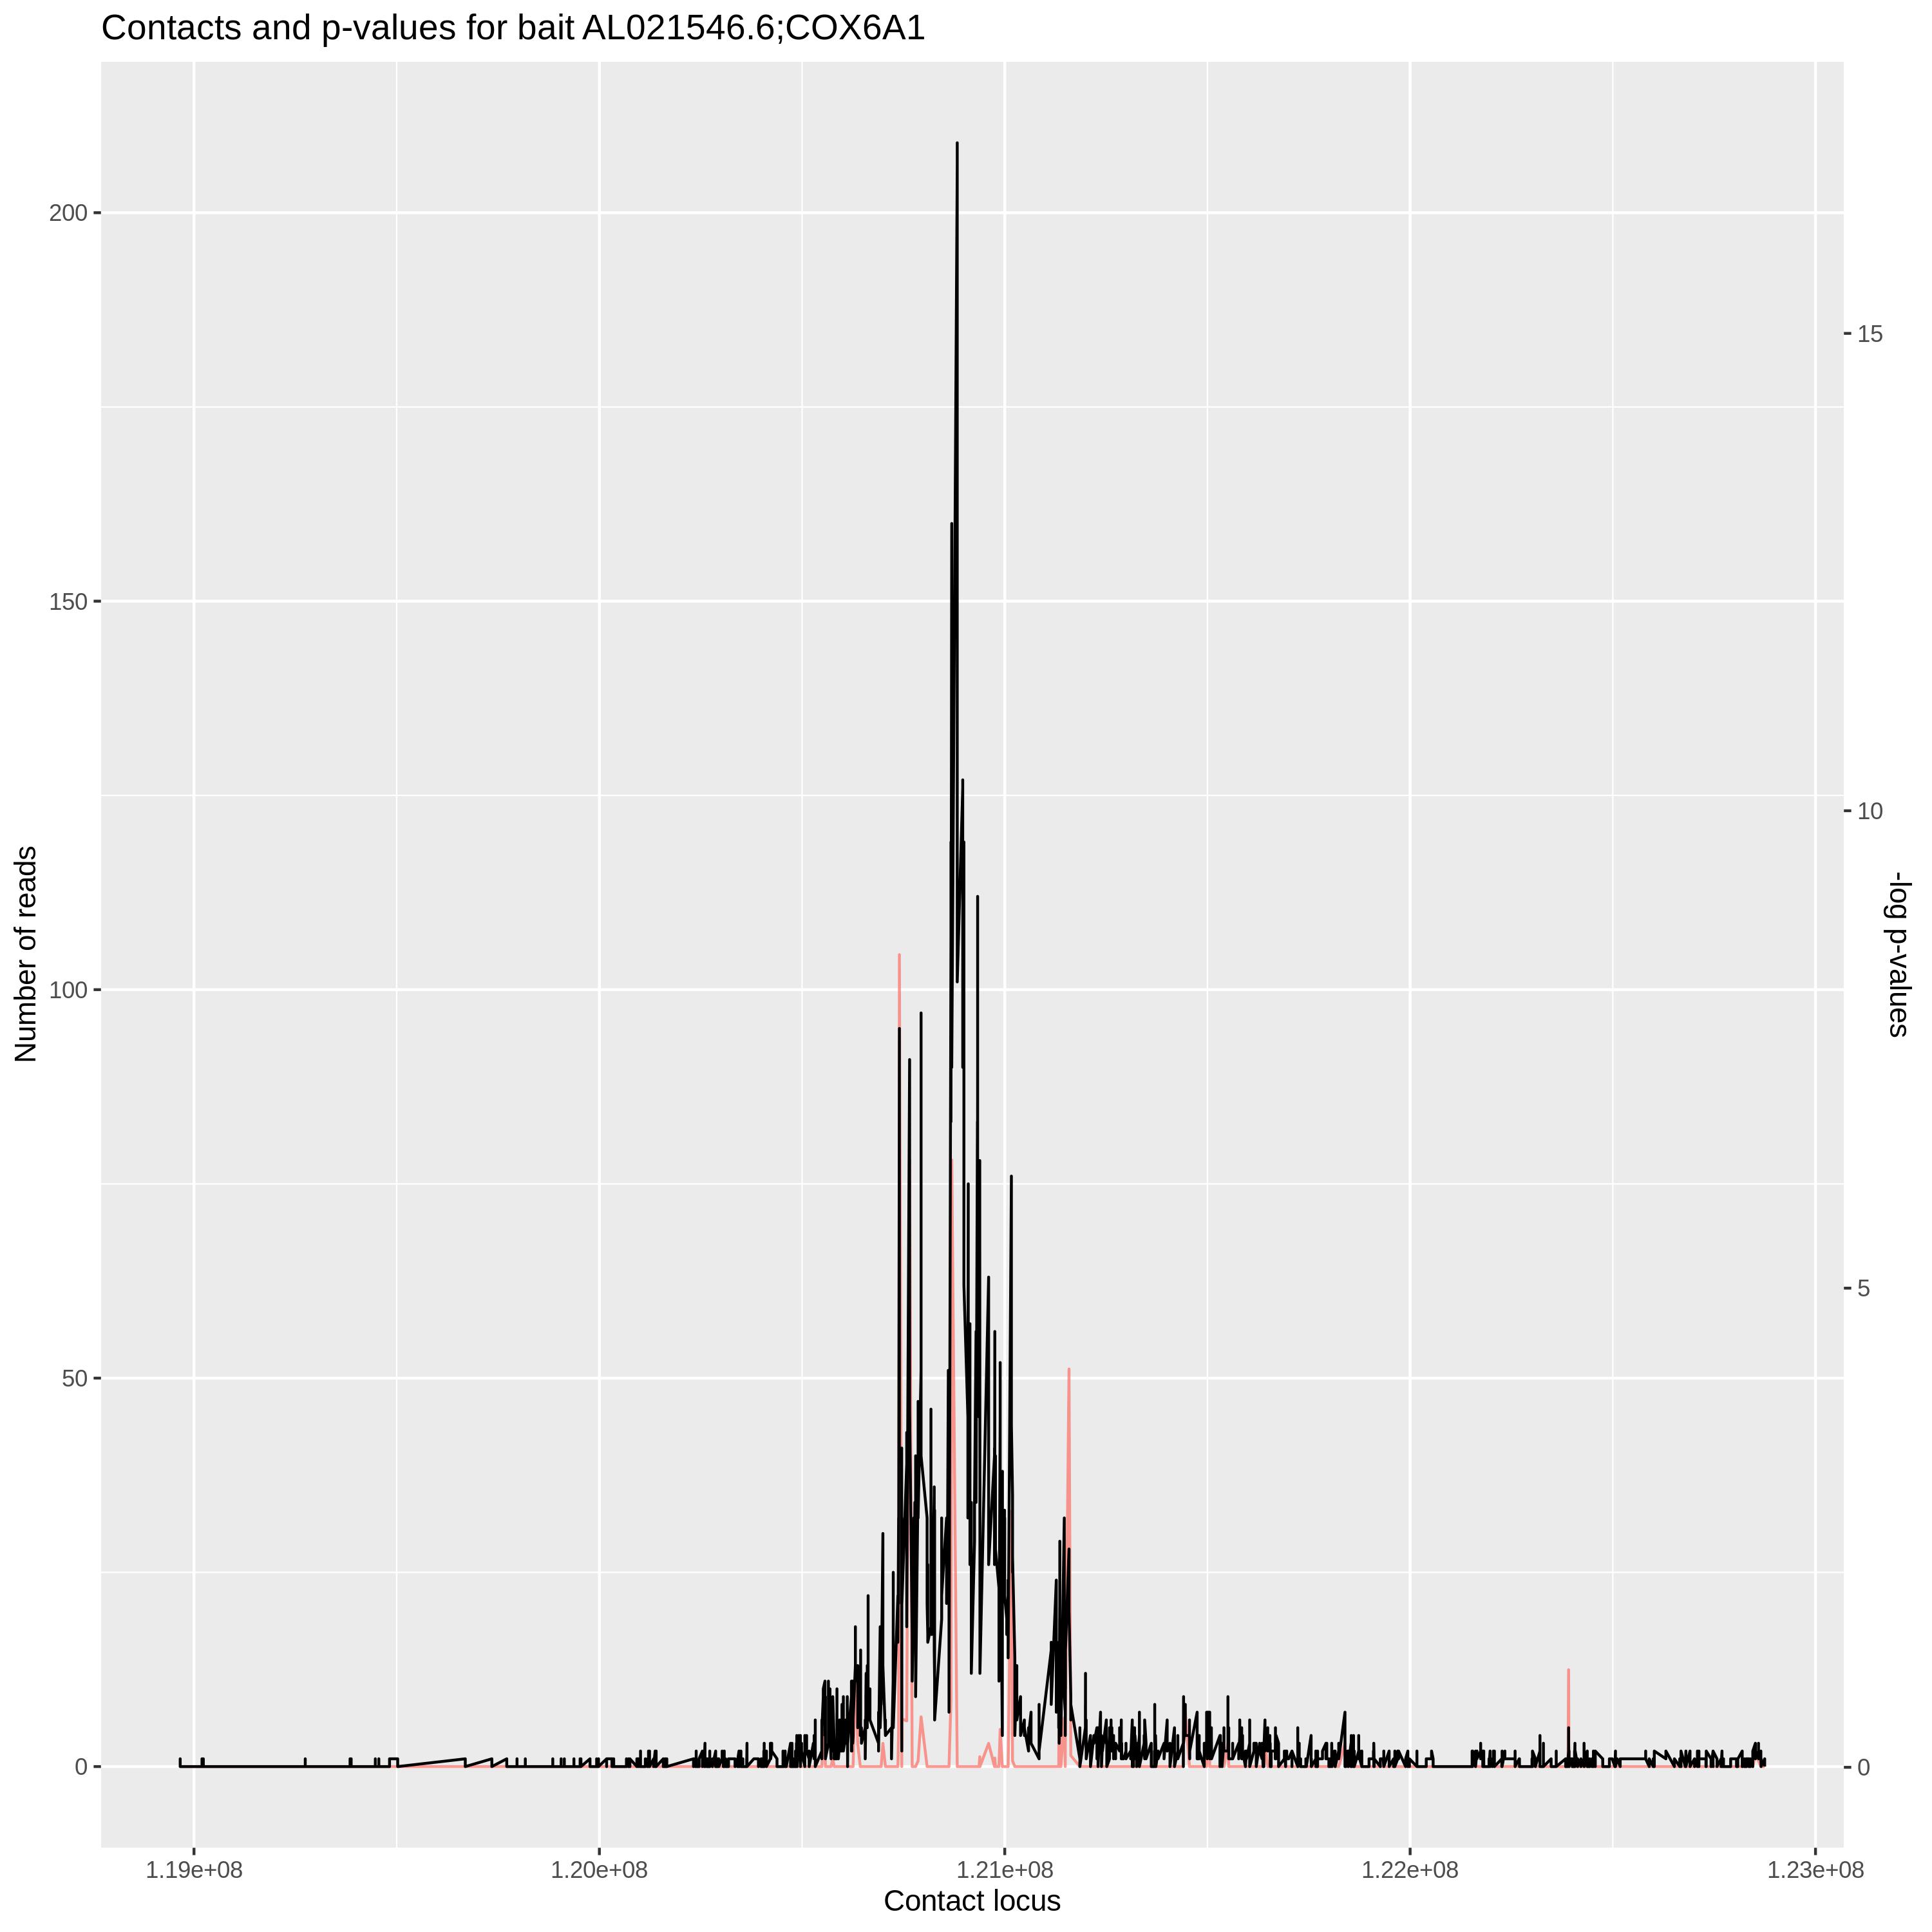 Contacts and p-values for bait AL021546.6;COX6A1
200
150
100
50
0
Number of reads
15
10
5
0
-log p-values
1.19e+08
1.20e+08
1.21e+08
1.22e+08
1.23e+08
Contact locus